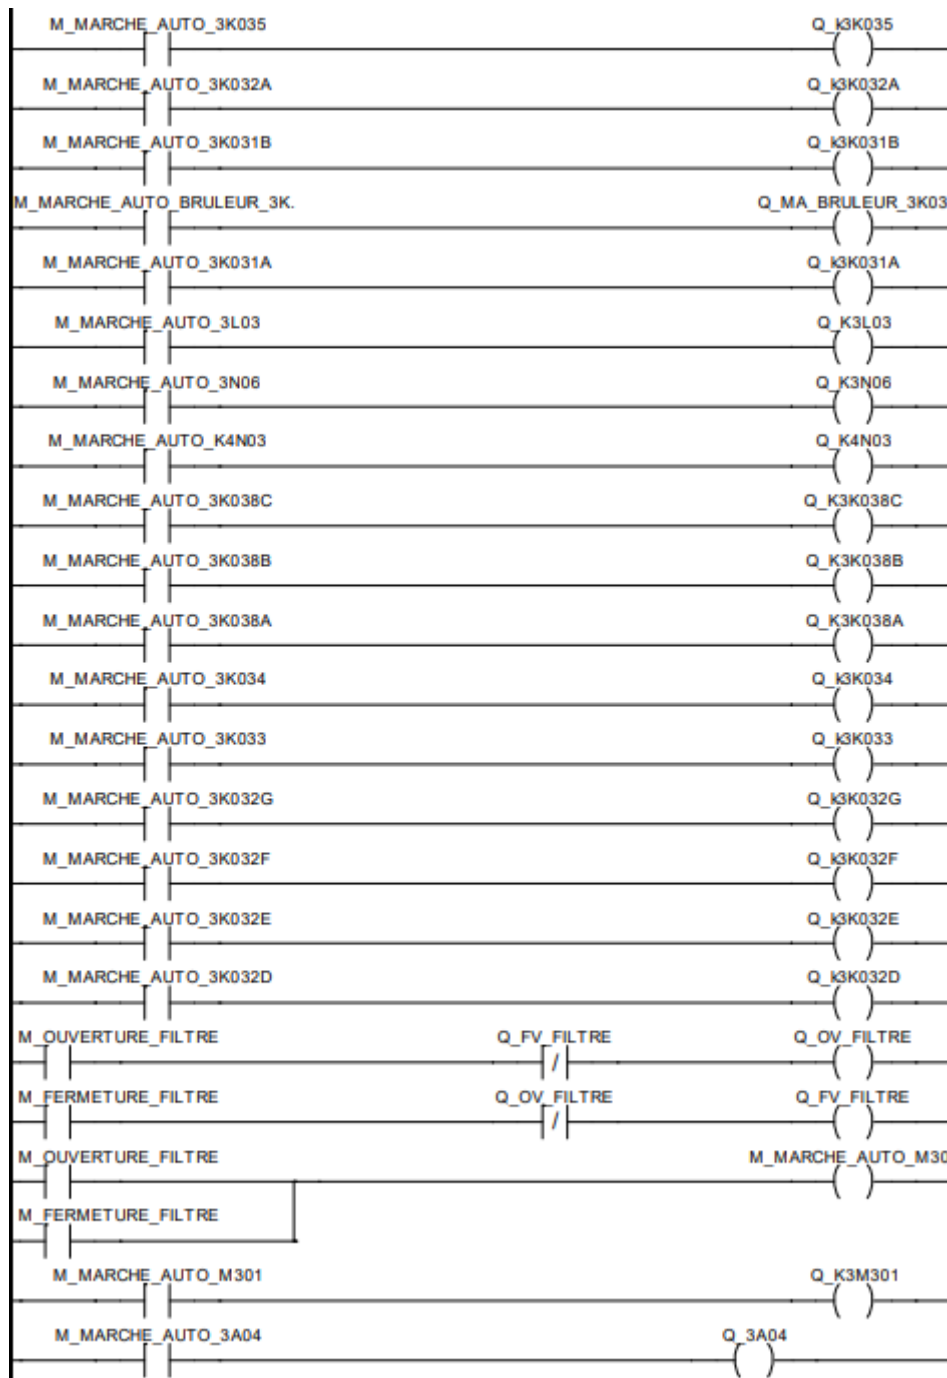 M_MARCHE_AUTO_3K035 Q_k3K035
M_MARCHE_AUTO_3K032A Q_k3K032A
M_MARCHE_AUTO_3K031B Q_k3K031B
M_MARCHE_AUTO_BRULEUR_3K. Q_MA_BRULEUR_3K03
M_MARCHE_AUTO_3K031A Q_k3K031A
M_MARCHE_AUTO_3L03 Q_K3L03
M_MARCHE_AUTO_3N06 Q_K3N06
M_MARCHE_AUTO_K4N03 Q_K4N03
M_MARCHE_AUTO_3K038C Q_K3K038C
M_MARCHE_AUTO_3K038B Q_K3K038B
M_MARCHE_AUTO_3K038A Q_K3K038A
M_MARCHE_AUTO_3K034 Q_k3K034
M_MARCHE_AUTO_3K033 Q_k3K033
M_MARCHE_AUTO_3K032G Q_k3K032G
M_MARCHE_AUTO_3K032F Q_k3K032F
M_MARCHE_AUTO_3K032E Q_k3K032E
M_MARCHE_AUTO_3K032D Q_k3K032D
M_OUVERTURE_FILTRE Q_FV_FILTRE Q_OV_FILTRE
M_FERMETURE_FILTRE Q_OV_FILTRE Q_FV_FILTRE
M_OUVERTURE_FILTRE M_MARCHE_AUTO_M30
M_FERMETURE_FILTRE
M_MARCHE_AUTO_M301 Q_K3M301
M_MARCHE_AUTO_3A04 Q_3A04